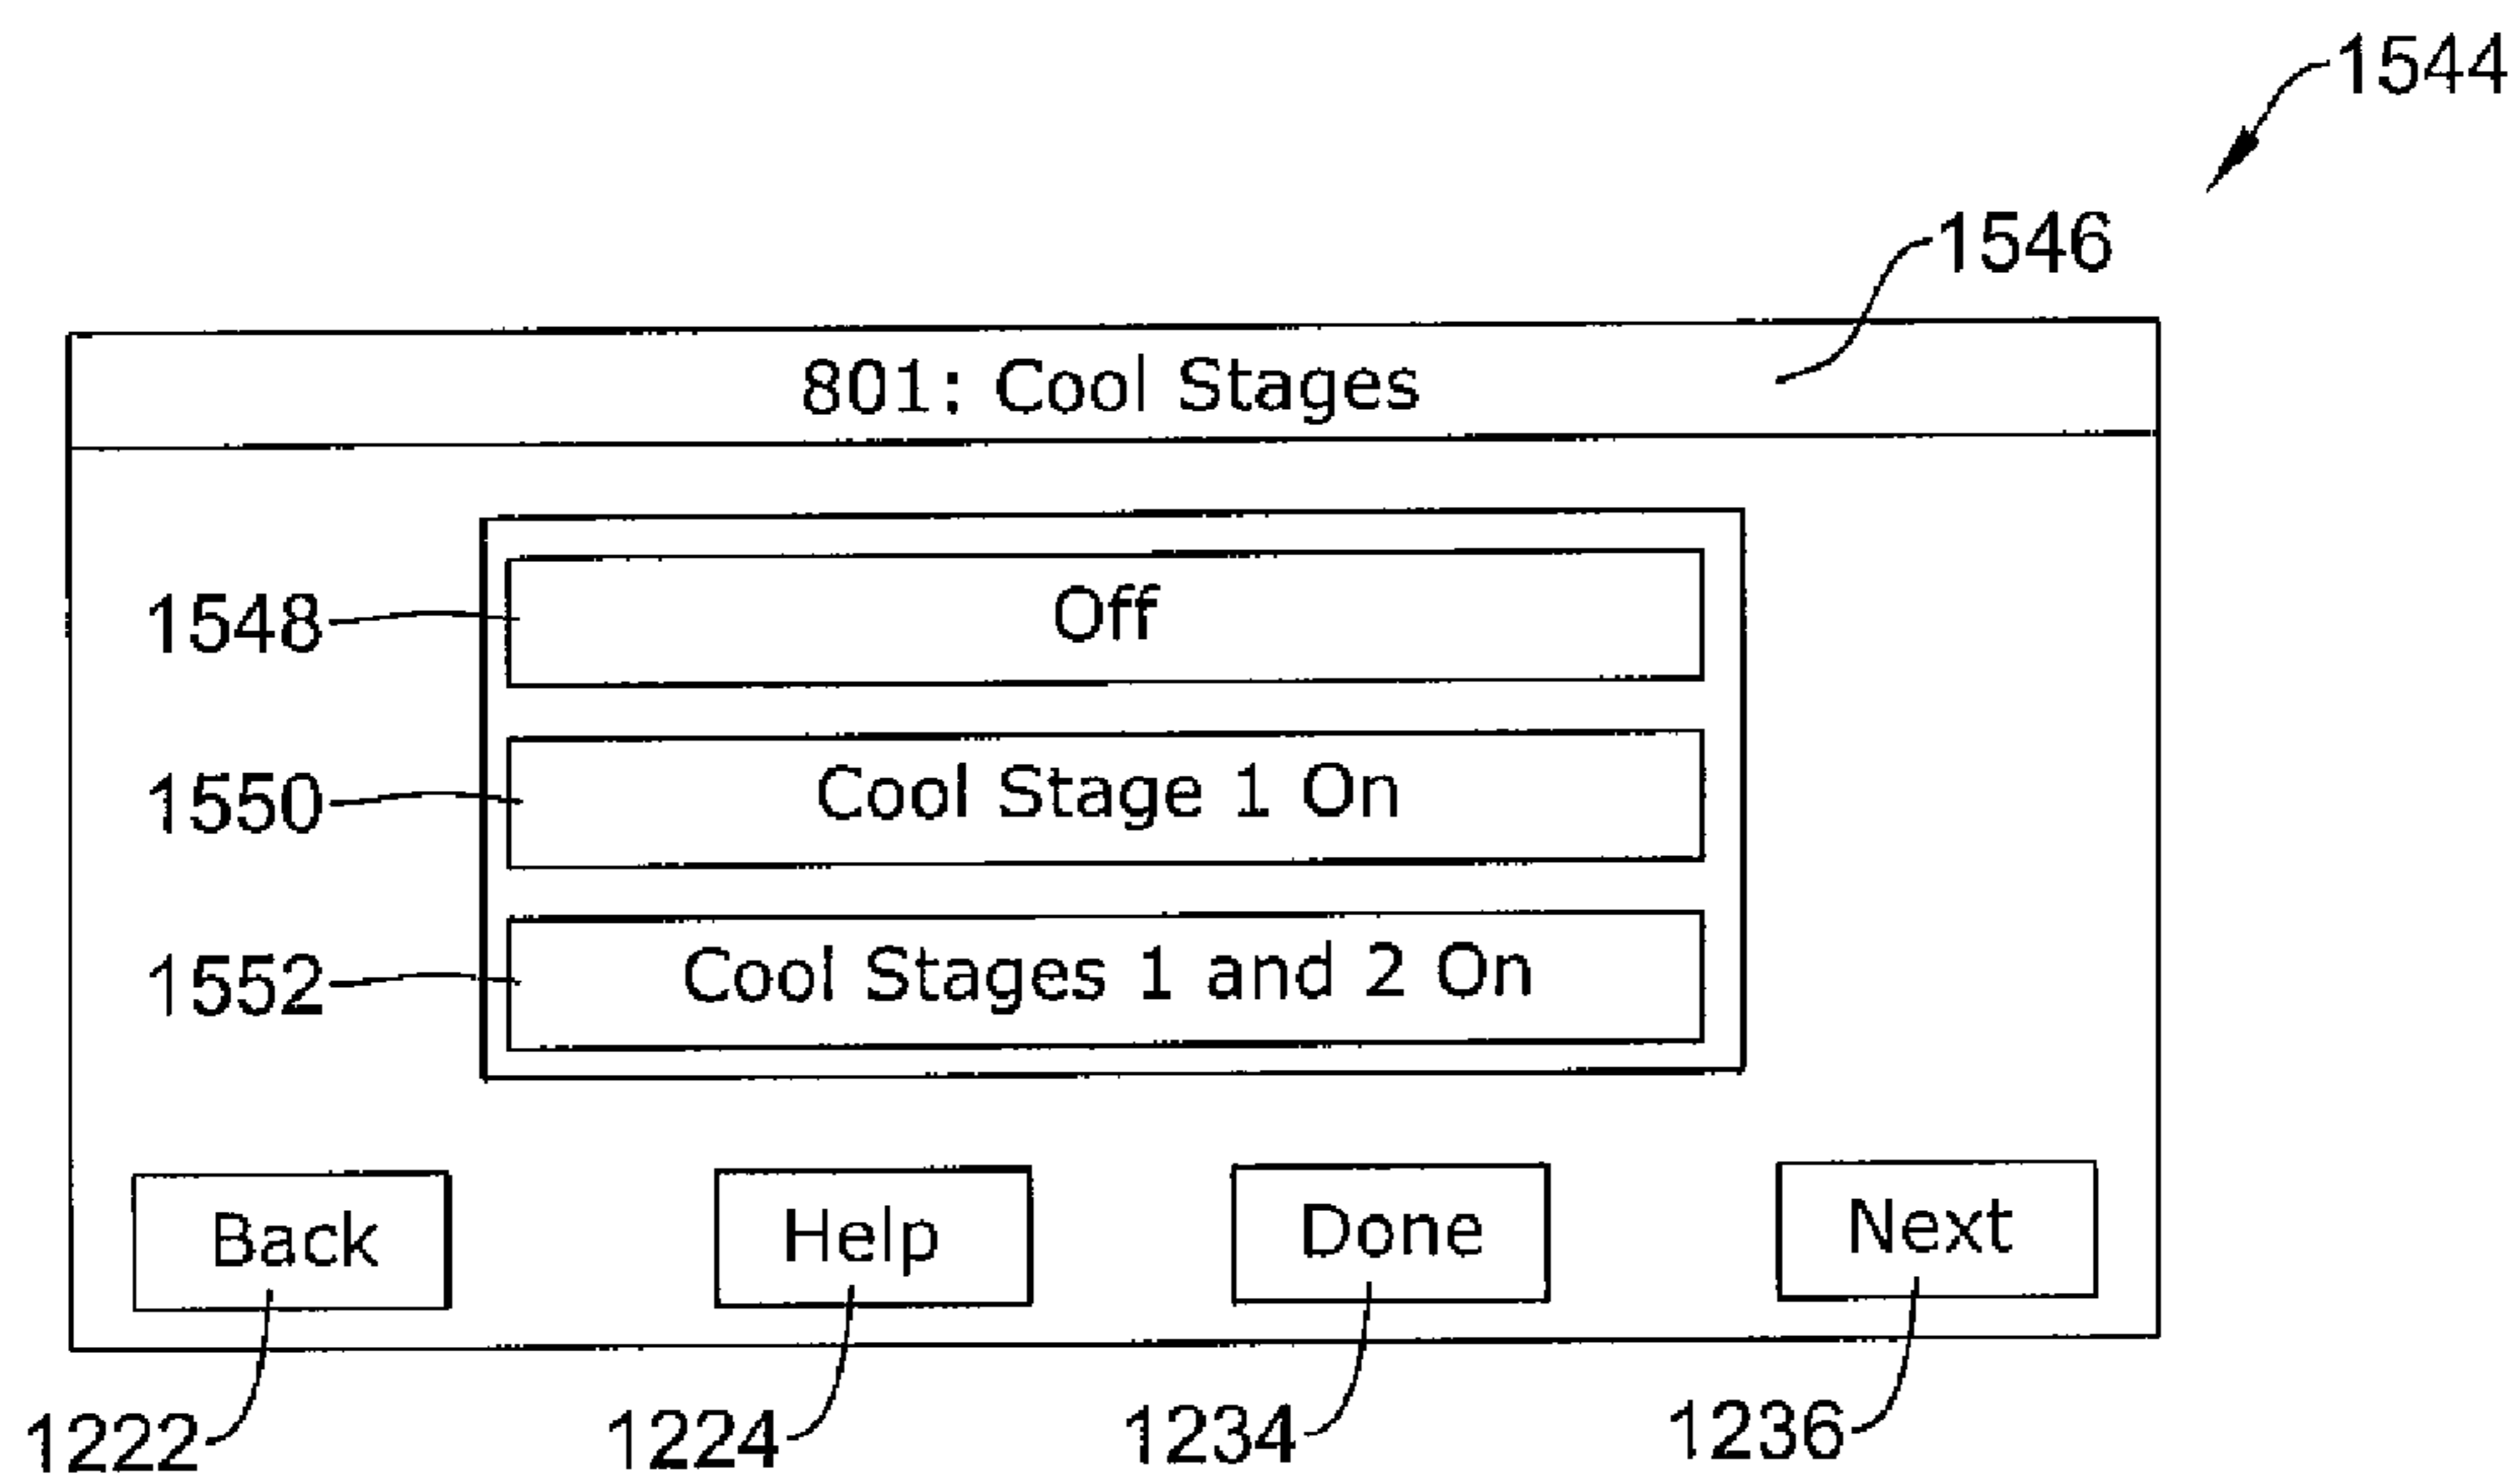 1544
1546
801: Cool Stages
1548 Off
1550 Cool Stage 1 On
1552 Cool Stages 1 and 2 On
Back Help Done Next
1222 1224 1234 1236